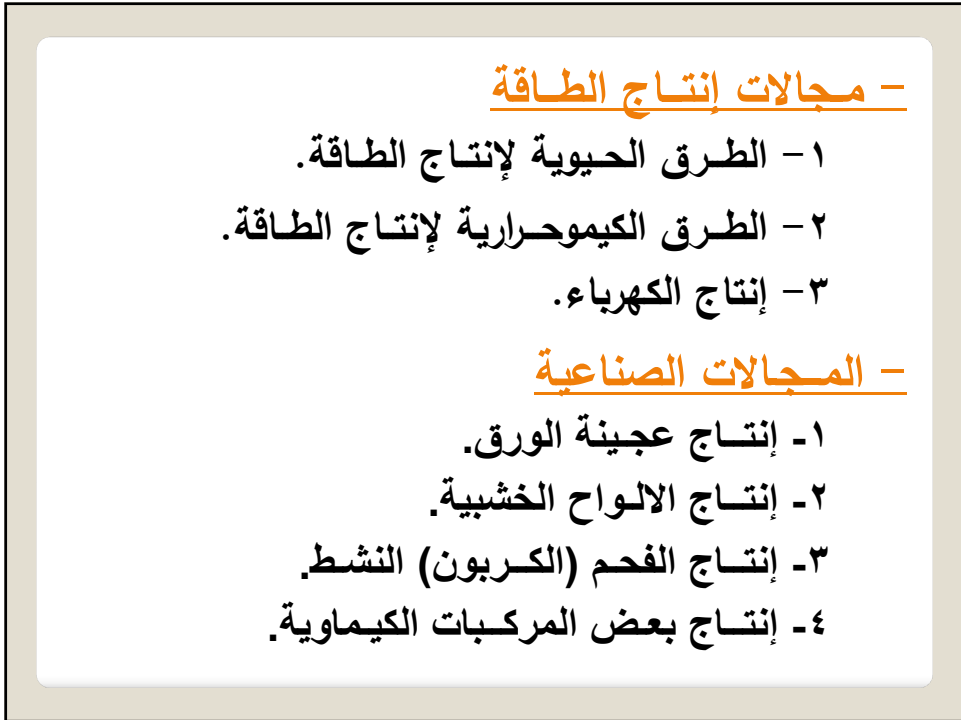 - مجالات إنتاج الطاقة
١- الطرق الحيوية لإنتاج الطاقة.
٢- الطرق الكيموحرارية لإنتاج الطاقة.
٣- إنتاج الكهرباء.
- المجالات الصناعية
١- إنتاج عجينة الورق.
٢- إنتاج الالواح الخشبية.
٣- إنتاج الفحم (الكربون) النشط.
٤- إنتاج بعض المركبات الكيماوية.